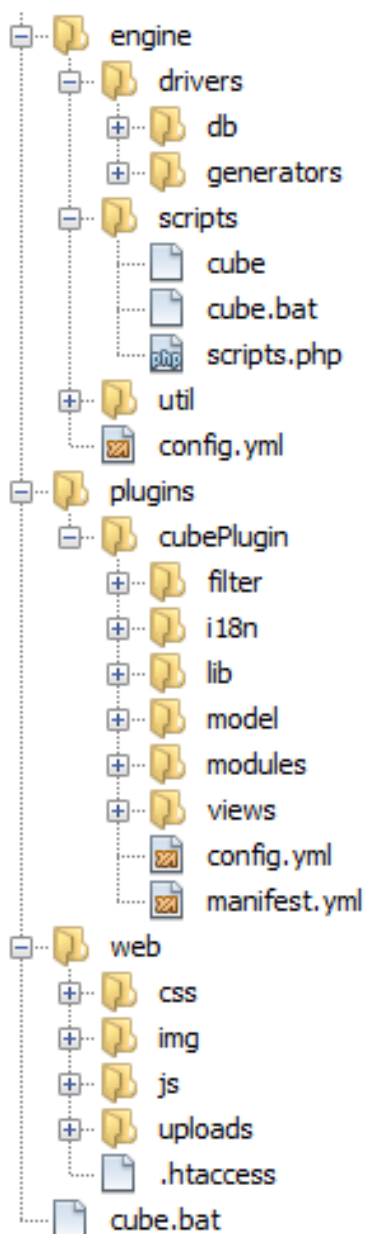 engine
drivers
db
generators
scripts
cube
cube.bat
scripts.php
util
config.yml
plugins
cubePlugin
filter
i18n
lib
model
modules
views
config.yml
manifest.yml
web
css
img
js
uploads
.htaccess
cube.bat